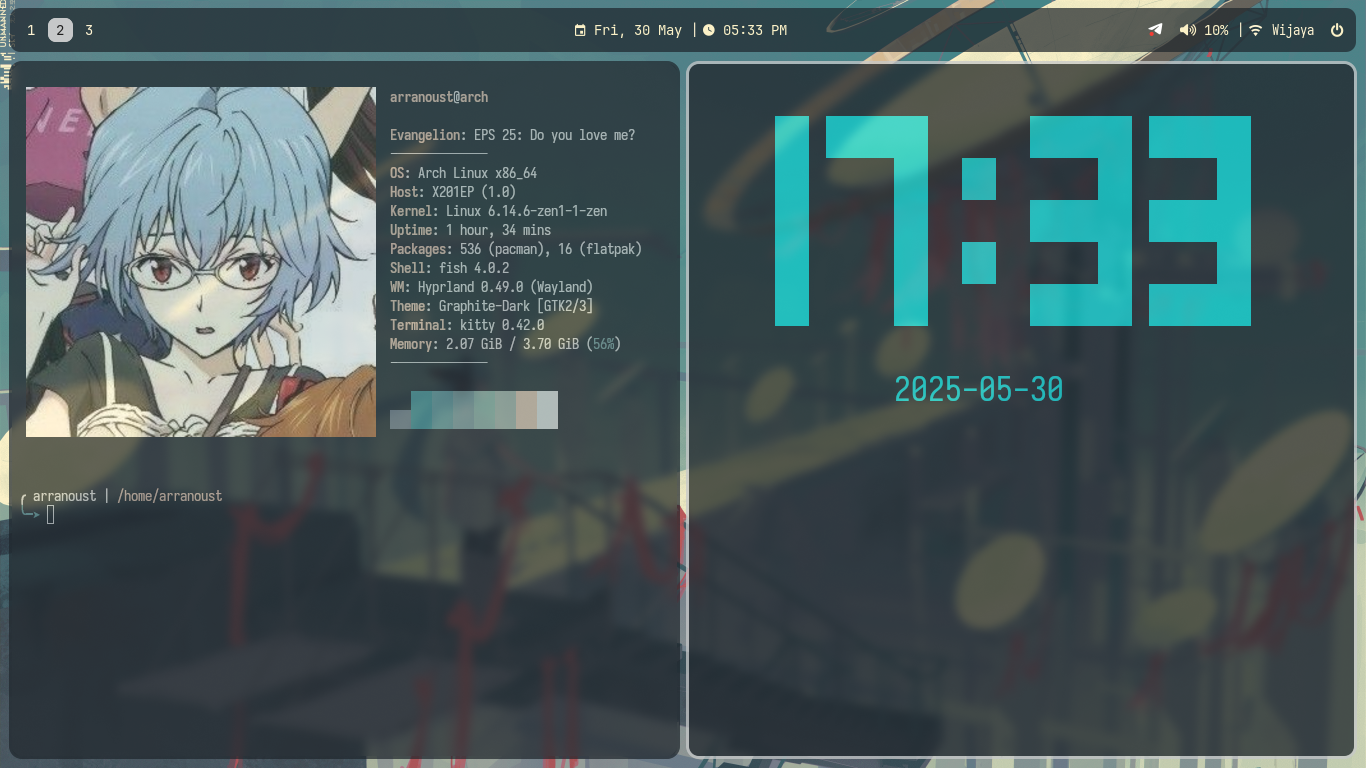 1 2 3
Fri, 30 May | 05:33 PM
10% | Wijaya
arranoust@arch
Evangelion: EPS 25: Do you love me?
OS: Arch Linux x86_64
Host: X201EP (1.0)
Kernel: Linux 6.14.6-zen1-1-zen
Uptime: 1 hour, 34 mins
Packages: 536 (pacman), 16 (flatpak)
Shell: fish 4.0.2
WM: Hyprland 0.49.0 (Wayland)
Theme: Graphite-Dark [GTK2/3]
Terminal: kitty 0.42.0
Memory: 2.07 GiB / 3.70 GiB (56%)
arranoust | /home/arranoust
17:33
2025-05-30